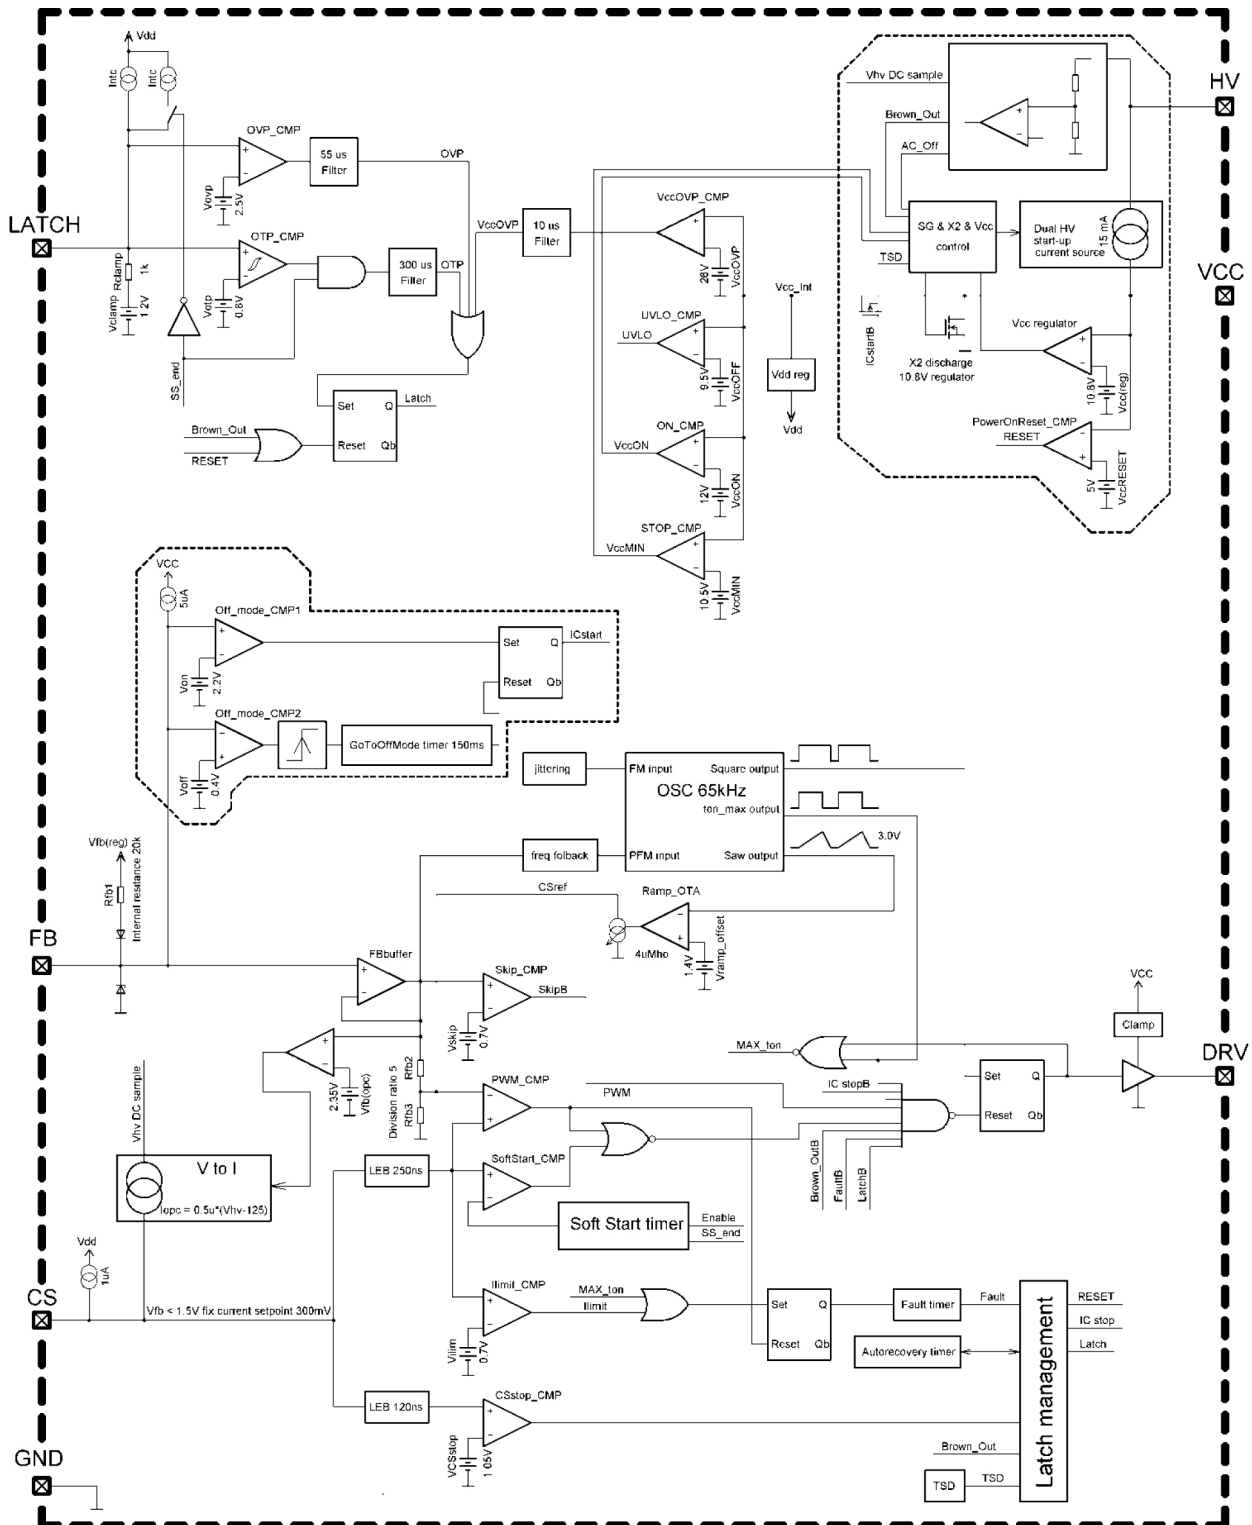 Vdd
Intc
Intc
OVP_CMP
55 us
Filter
OVP
Vovp
2.5V
LATCH
Rclamp
1k
Vclamp
1.2V
OTP_CMP
Votp
0.8V
300 us
Filter
OTP
SS_end
Set
Q
Latch
Reset
Qb
Brown_Out
RESET
VccOVP
10 us
Filter
VccOVP_CMP
26V
VccOVP
UVLO_CMP
UVLO
9.5V
VccOFF
ON_CMP
VccON
12V
VccON
STOP_CMP
VccMIN
10.5V
VccMIN
Vcc_Int
Vdd reg
Vdd
Vhv DC sample
Brown_Out
AC_Off
HV
SG & X2 & Vcc
control
TSD
Dual HV
start-up
current source
15 mA
VCC
ICstartB
X2 discharge
10.8V regulator
Vcc regulator
10.8V
Vcc(reg)
PowerOnReset_CMP
RESET
5V
VccRESET
VCC
5uA
Off_mode_CMP1
Von
2.2V
Set
Q
ICstart
Reset
Qb
Off_mode_CMP2
Voff
0.4V
GoToOffMode timer 150ms
jittering
FM input
Square output
OSC 65kHz
ton_max output
freq folback
PFM input
Saw output
3.0V
Vfb(reg)
Rfb1
Internal resitance 20k
FB
FBbuffer
CSref
Ramp_OTA
4uMho
1.4V
Vramp_offset
Skip_CMP
SkipB
Vskip
0.7V
2.35V
Vfb(opc)
Rfb2
Division ratio 5
Rfb3
PWM_CMP
PWM
MAX_ton
IC stopB
Brown_OutB
FaultB
LatchB
Set
Q
Reset
Qb
VCC
Clamp
DRV
Vhv DC sample
V to I
Iopc = 0.5u*(Vhv-125)
LEB 250ns
SoftStart_CMP
Soft Start timer
Enable
SS_end
Vdd
1uA
CS
Vfb < 1.5V fix current setpoint 300mV
Ilimit_CMP
Vilim
0.7V
MAX_ton
Ilimit
Set
Q
Reset
Qb
Fault timer
Fault
Autorecovery timer
Latch management
RESET
IC stop
Latch
LEB 120ns
CSstop_CMP
VCSstop
1.05V
Brown_Out
TSD
TSD
GND